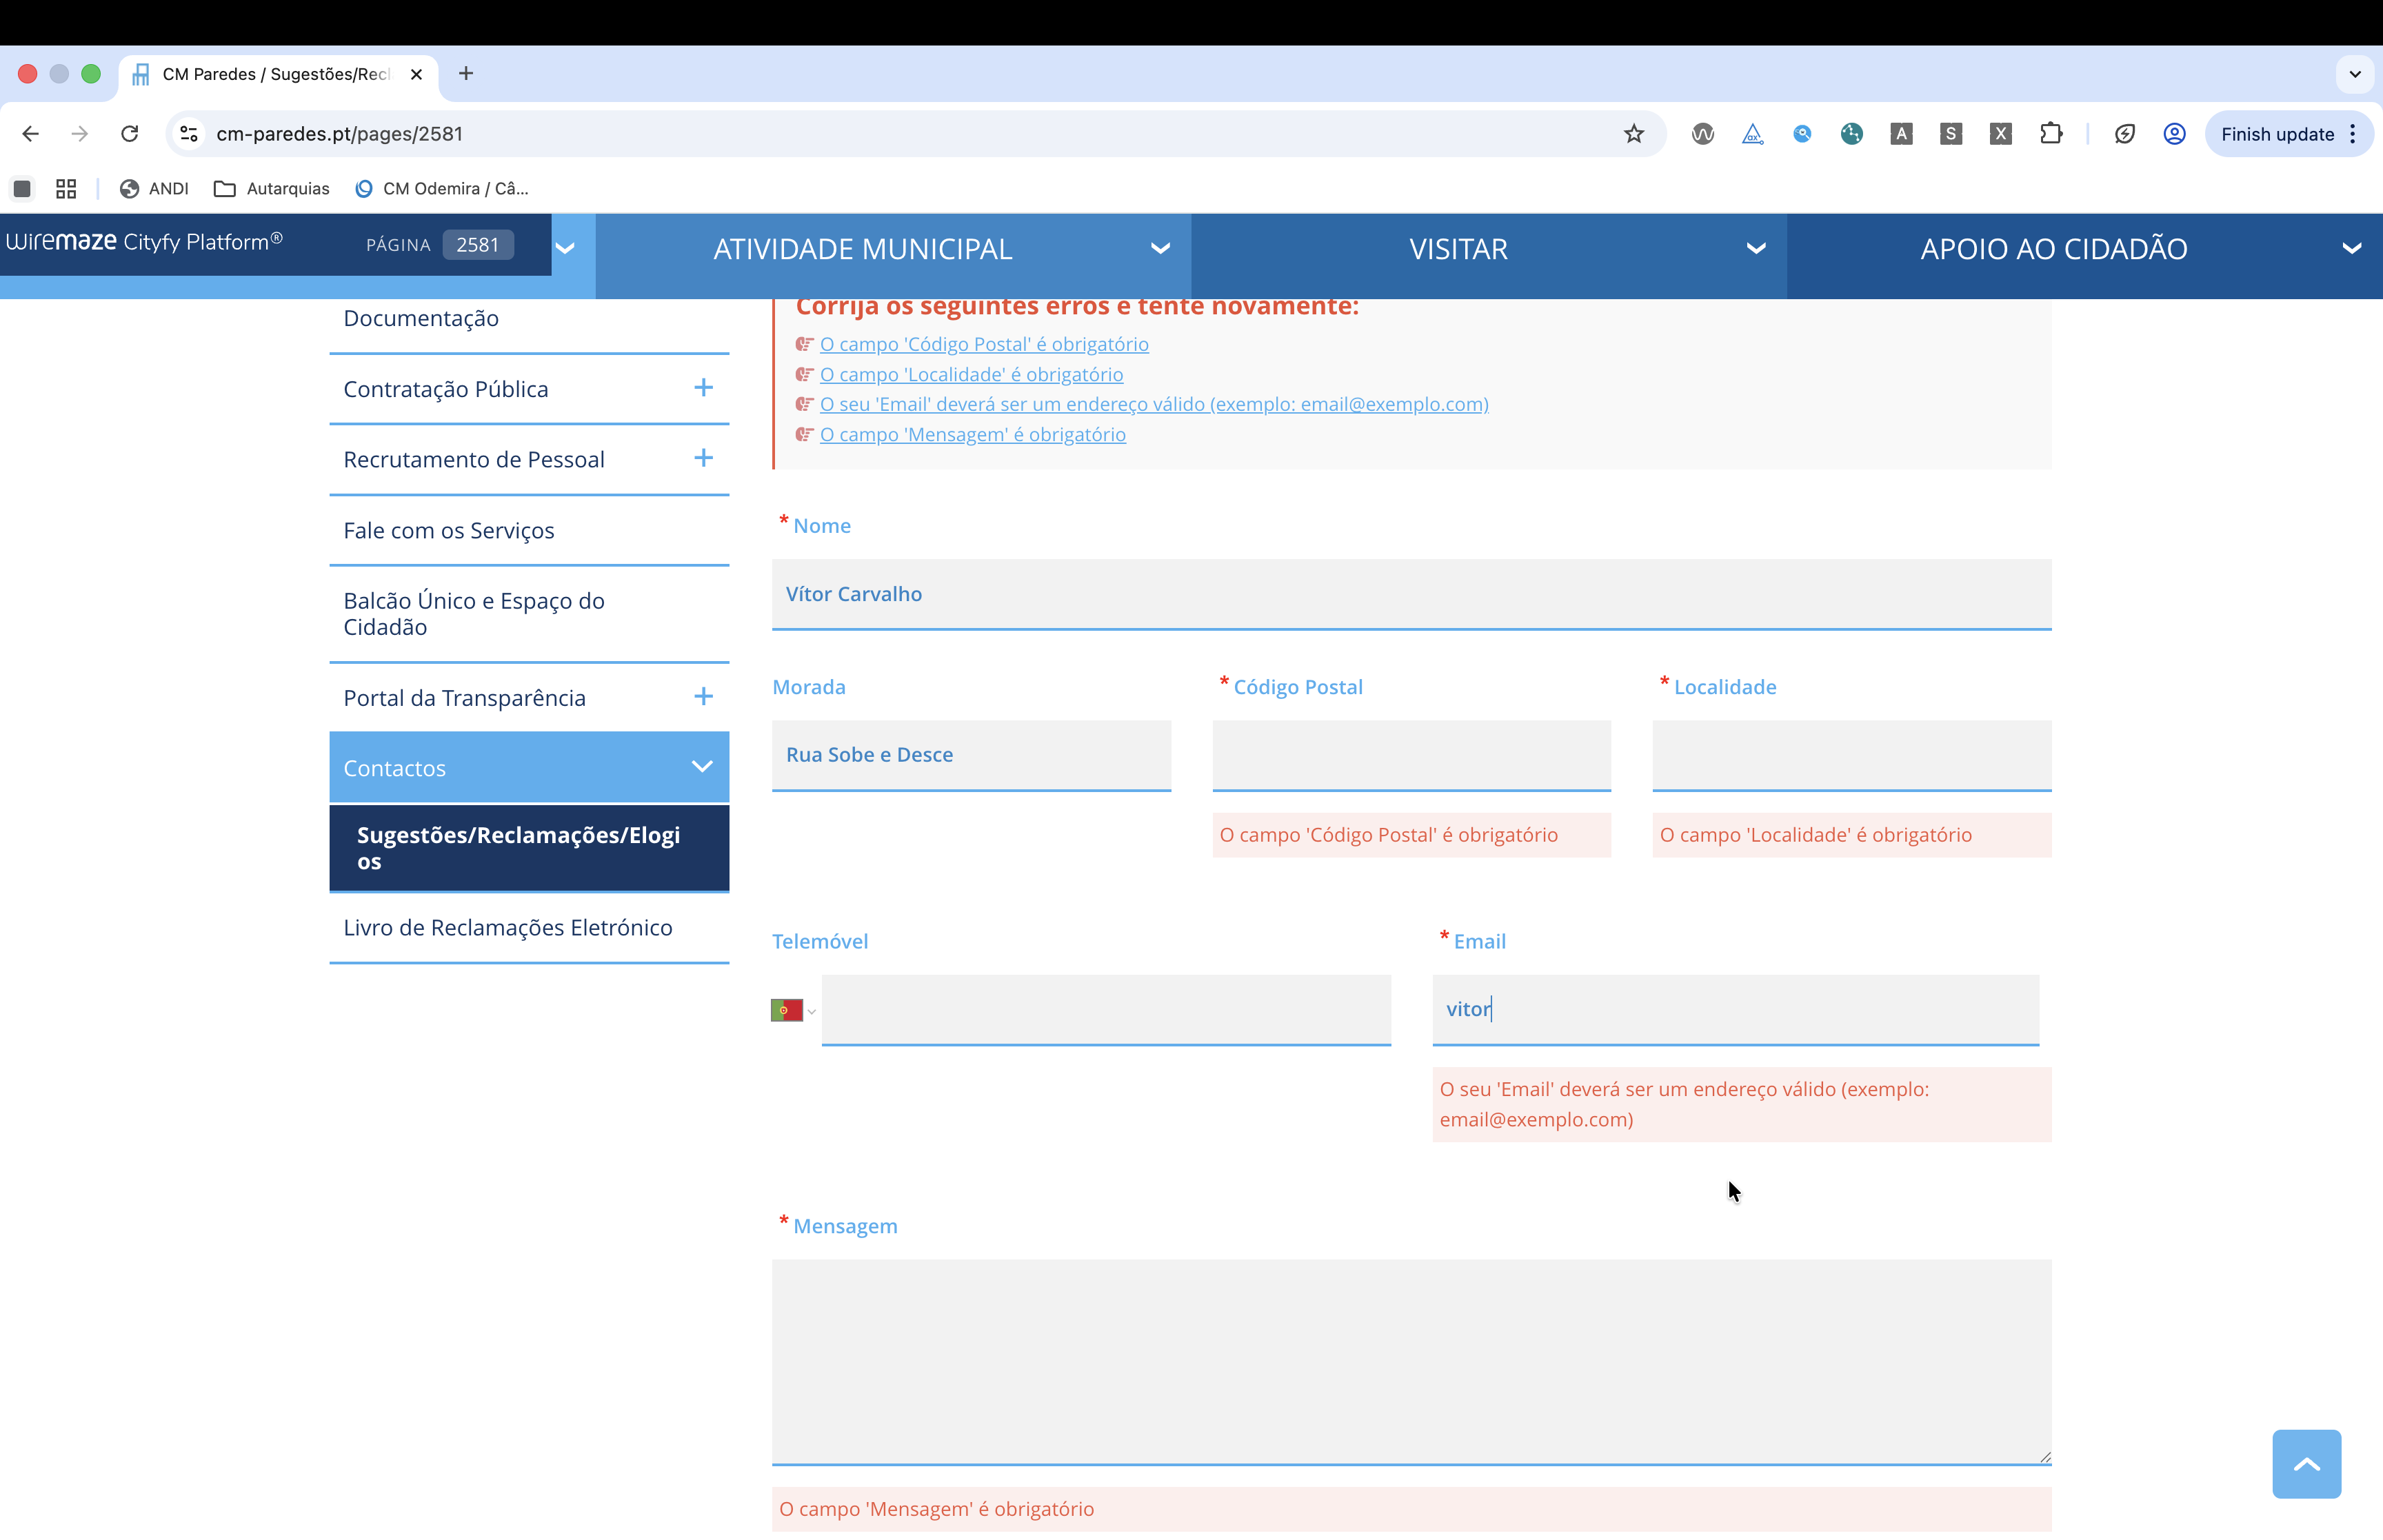 CM Paredes / Sugestões/Recl
cm-paredes.pt/pages/2581
A
S
X
Finish update
ANDI
Autarquias
CM Odemira / Câ...
wiremaze Cityfy Platform®
PÁGINA 2581
ATIVIDADE MUNICIPAL
VISITAR
APOIO AO CIDADÃO
Documentação
Contratação Pública
Recrutamento de Pessoal
Fale com os Serviços
Balcão Único e Espaço do
Cidadão
Portal da Transparência
Contactos
Sugestões/Reclamações/Elogi
os
Livro de Reclamações Eletrónico
Corrija os seguintes erros e tente novamente:
O campo 'Código Postal' é obrigatório
O campo 'Localidade' é obrigatório
O seu 'Email' deverá ser um endereço válido (exemplo: email@exemplo.com)
O campo 'Mensagem' é obrigatório
* Nome
Vítor Carvalho
Morada
* Código Postal
* Localidade
Rua Sobe e Desce
O campo 'Código Postal' é obrigatório
O campo 'Localidade' é obrigatório
Telemóvel
* Email
vitor
O seu 'Email' deverá ser um endereço válido (exemplo:
email@exemplo.com)
* Mensagem
O campo 'Mensagem' é obrigatório